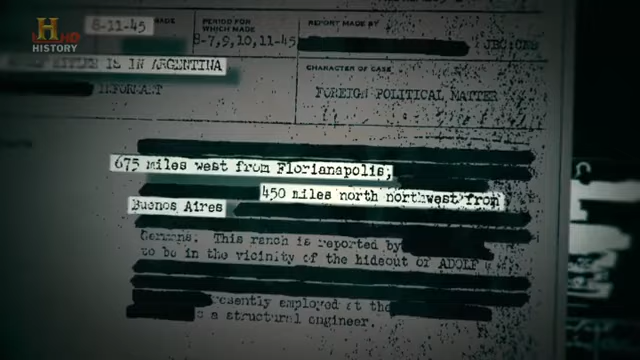 HD
HISTORY
8-11-45
MADE
PERIOD FOR
WHICH MADE
8-7,9,10,11-45
REPORT MADE BY
HITLER IS IN ARGENTINA
INFORMANT
CHARACTER OF CASE
FOREIGN POLITICAL MATTER
675 miles west from Florianapolis,
450 miles north northwest from
Buenos Aires
Germans. This ranch is reported by
to be in the vicinity of the hideout of ADOLF
resently employed at the
s a structural engineer.